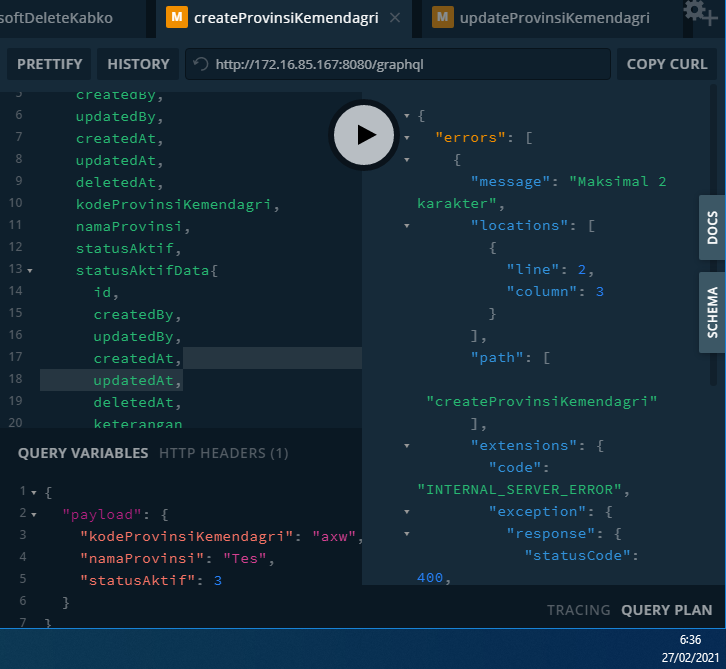 softDeleteKabko
M createProvinsiKemendagri ×
M updateProvinsiKemendagri
PRETTIFY HISTORY http://172.16.85.167:8080/graphql COPY CURL
5 createdBy,
6 updatedBy,
7 createdAt,
8 updatedAt,
9 deletedAt,
10 kodeProvinsiKemendagri,
11 namaProvinsi,
12 statusAktif,
13 statusAktifData{
14 id,
15 createdBy,
16 updatedBy,
17 createdAt,
18 updatedAt,
19 deletedAt,
20 keterangan
QUERY VARIABLES HTTP HEADERS (1)
1 {
2 "payload": {
3 "kodeProvinsiKemendagri": "axw",
4 "namaProvinsi": "Tes",
5 "statusAktif": 3
6 }
7 }
{
"errors": [
{
"message": "Maksimal 2
karakter",
"locations": [
{
"line": 2,
"column": 3
}
],
"path": [
"createProvinsiKemendagri"
],
"extensions": {
"code":
"INTERNAL_SERVER_ERROR",
"exception": {
"response": {
"statusCode":
400,
DOCS
SCHEMA
TRACING QUERY PLAN
6:36
27/02/2021